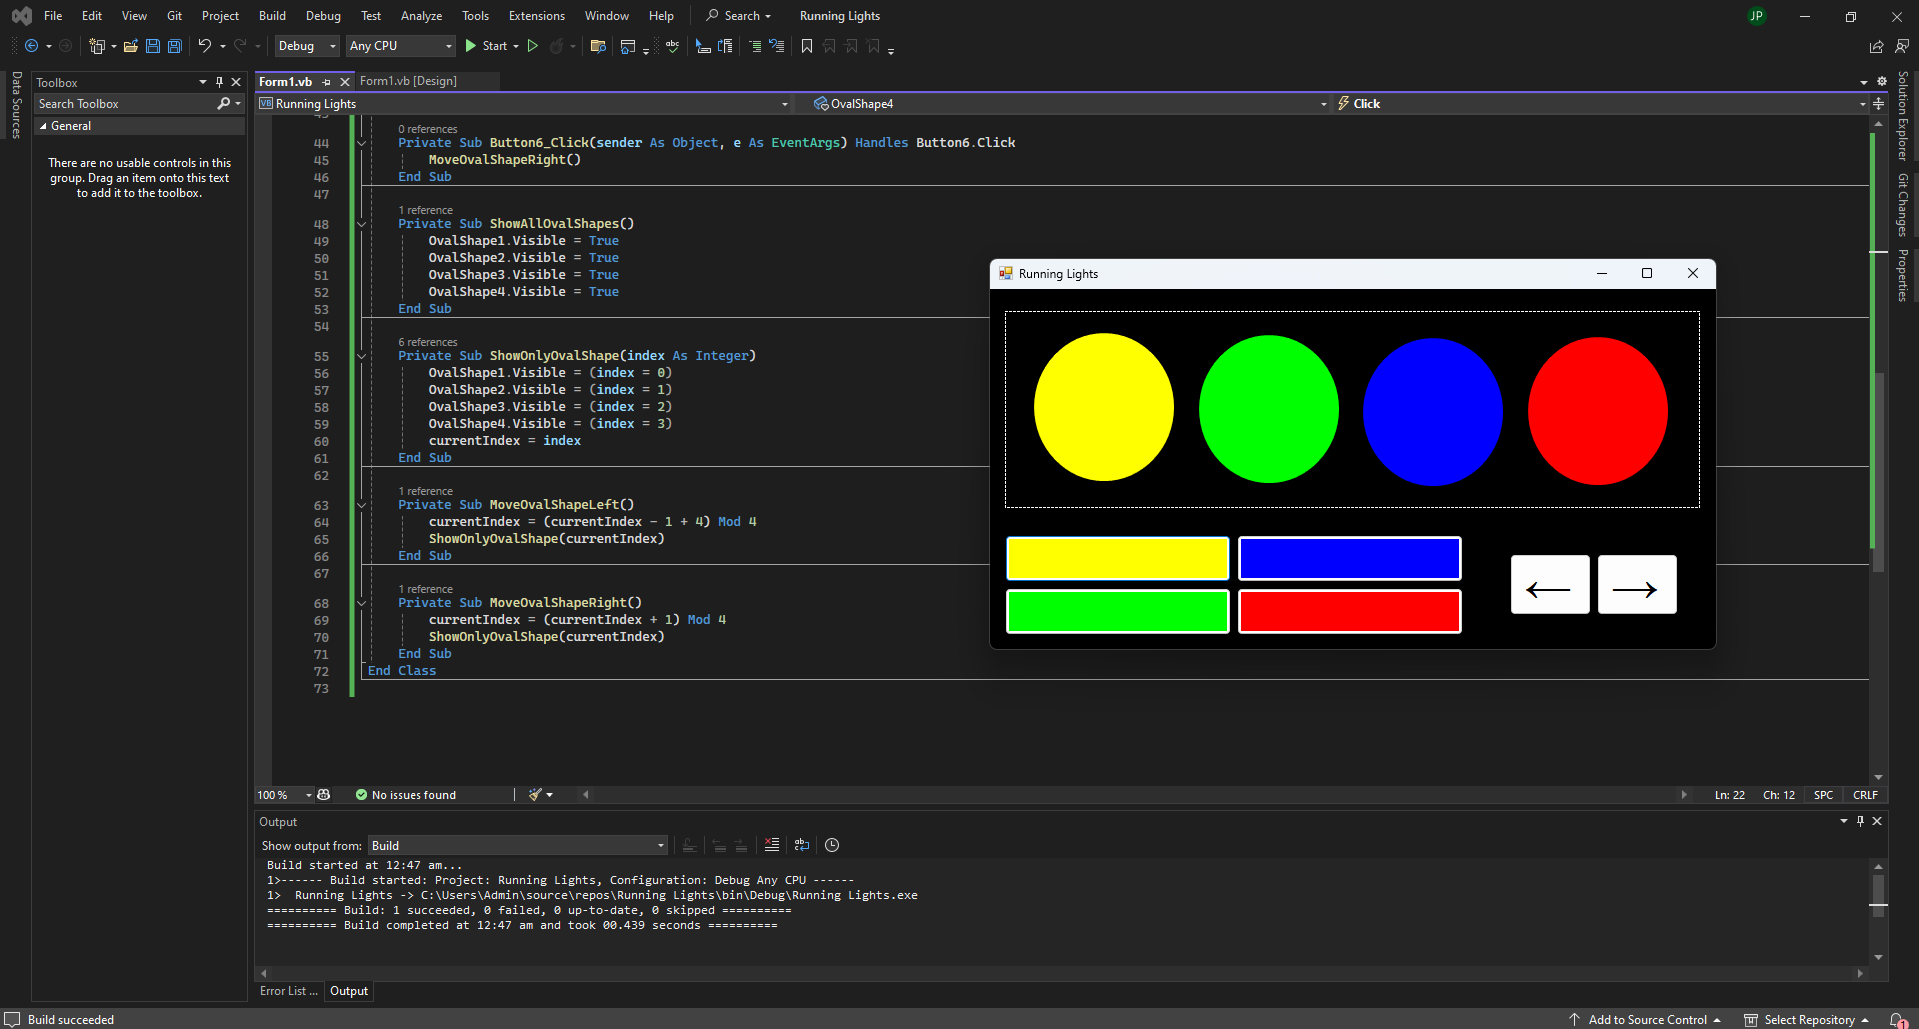 File Edit View Git Project Build Debug Test Analyze Tools Extensions Window Help Search Running Lights JP
Debug Any CPU Start
Data Sources
Toolbox
Search Toolbox
General
There are no usable controls in this
group. Drag an item onto this text
to add it to the toolbox.
Form1.vb Form1.vb [Design]
VB Running Lights OvalShape4 Click
0 references
44 Private Sub Button6_Click(sender As Object, e As EventArgs) Handles Button6.Click
45 MoveOvalShapeRight()
46 End Sub
47
1 reference
48 Private Sub ShowAllOvalShapes()
49 OvalShape1.Visible = True
50 OvalShape2.Visible = True
51 OvalShape3.Visible = True
52 OvalShape4.Visible = True
53 End Sub
54
6 references
55 Private Sub ShowOnlyOvalShape(index As Integer)
56 OvalShape1.Visible = (index = 0)
57 OvalShape2.Visible = (index = 1)
58 OvalShape3.Visible = (index = 2)
59 OvalShape4.Visible = (index = 3)
60 currentIndex = index
61 End Sub
62
1 reference
63 Private Sub MoveOvalShapeLeft()
64 currentIndex = (currentIndex - 1 + 4) Mod 4
65 ShowOnlyOvalShape(currentIndex)
66 End Sub
67
1 reference
68 Private Sub MoveOvalShapeRight()
69 currentIndex = (currentIndex + 1) Mod 4
70 ShowOnlyOvalShape(currentIndex)
71 End Sub
72 End Class
73
Running Lights
← →
Solution Explorer
Git Changes
Properties
100 % No issues found Ln: 22 Ch: 12 SPC CRLF
Output
Show output from: Build
Build started at 12:47 am...
1>------ Build started: Project: Running Lights, Configuration: Debug Any CPU ------
1>  Running Lights -> C:\Users\Admin\source\repos\Running Lights\bin\Debug\Running Lights.exe
========== Build: 1 succeeded, 0 failed, 0 up-to-date, 0 skipped ==========
========== Build completed at 12:47 am and took 00.439 seconds ==========
Error List ... Output
Build succeeded Add to Source Control Select Repository 1